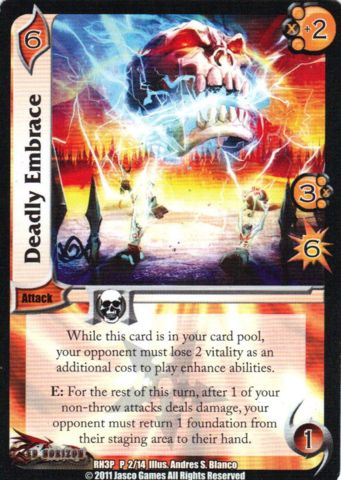 6
+2
Deadly Embrace
3
6
Attack
While this card is in your card pool,
your opponent must lose 2 vitality as an
additional cost to play enhance abilities.
E: For the rest of this turn, after 1 of your
non-throw attacks deals damage, your
opponent must return 1 foundation from
their staging area to their hand.
RED HORIZON
1
RH3P_P_2/14 Illus. Andres S. Blanco
© 2011 Jasco Games All Rights Reserved